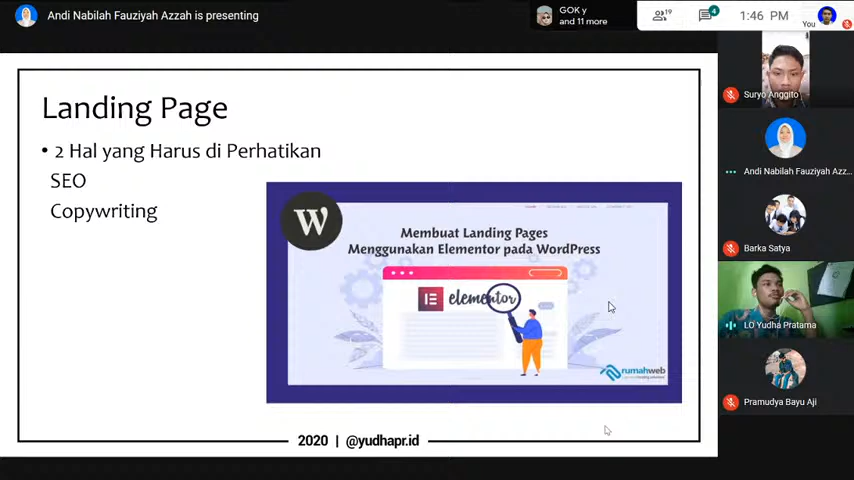 Andi Nabilah Fauziyah Azzah is presenting
GOK y
and 11 more
19
4
1:46 PM
You
Landing Page
• 2 Hal yang Harus di Perhatikan
SEO
Copywriting
W
Membuat Landing Pages
Menggunakan Elementor pada WordPress
elementor
rumahweb
2020 | @yudhapr.id
Suryo Anggito
Andi Nabilah Fauziyah Azz...
Barka Satya
LO Yudha Pratama
Pramudya Bayu Aji